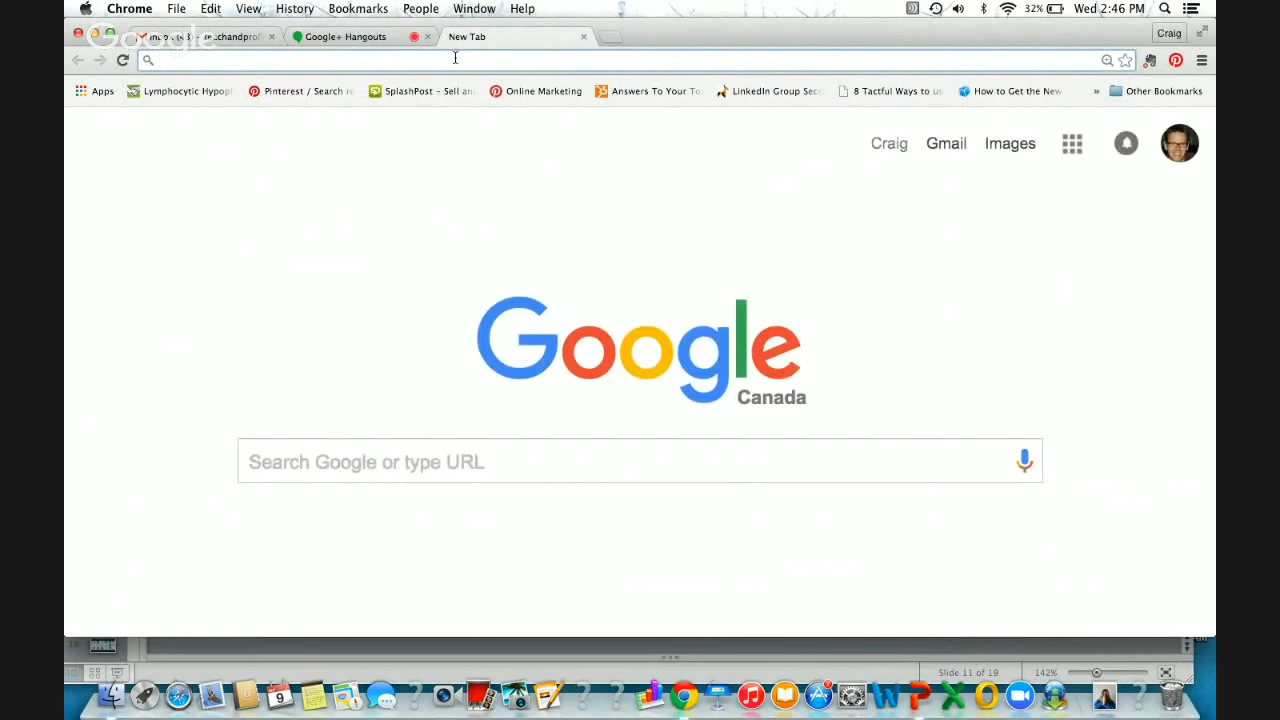 Chrome File Edit View History Bookmarks People Window Help 32% Wed 2:46 PM
Google+ Hangouts New Tab Craig
Apps Lymphocytic Hypop Pinterest / Search re SplashPost - Sell an Online Marketing Answers To Your To LinkedIn Group Sec 8 Tactful Ways to us How to Get the New » Other Bookmarks
Craig Gmail Images
Google
Canada
Search Google or type URL
Slide 11 of 19 142%